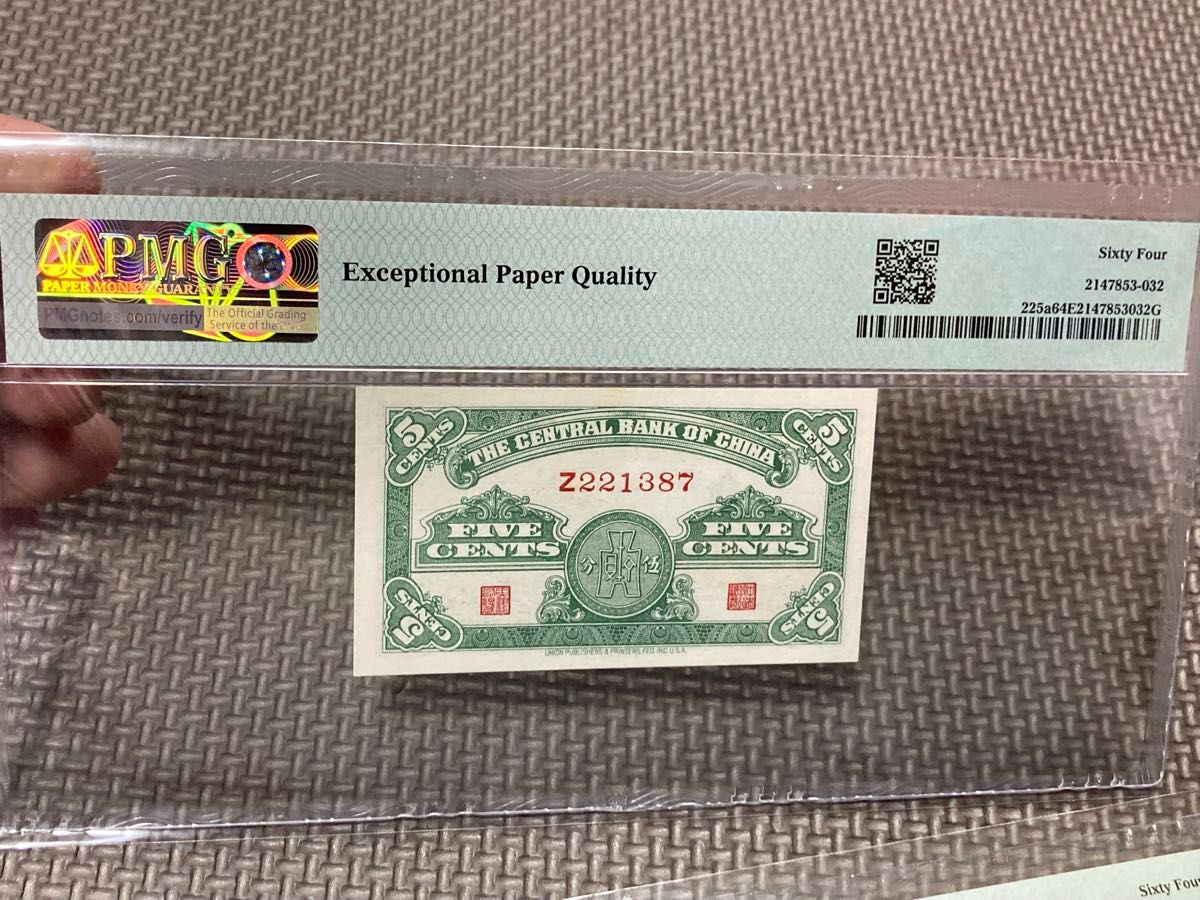 PMG
PAPER MONEY GUARANTY
PMGnotes.com/verify
The Official Grading
Service of the
Exceptional Paper Quality
Sixty Four
2147853-032
225a64E2147853032G
5 CENTS
5 CENTS
THE CENTRAL BANK OF CHINA
Z221387
FIVE CENTS
FIVE CENTS
分 伍
5 CENTS
5 CENTS
UNION PUBLISHERS & PRINTERS, FED. INC. U.S.A.
Sixty Four